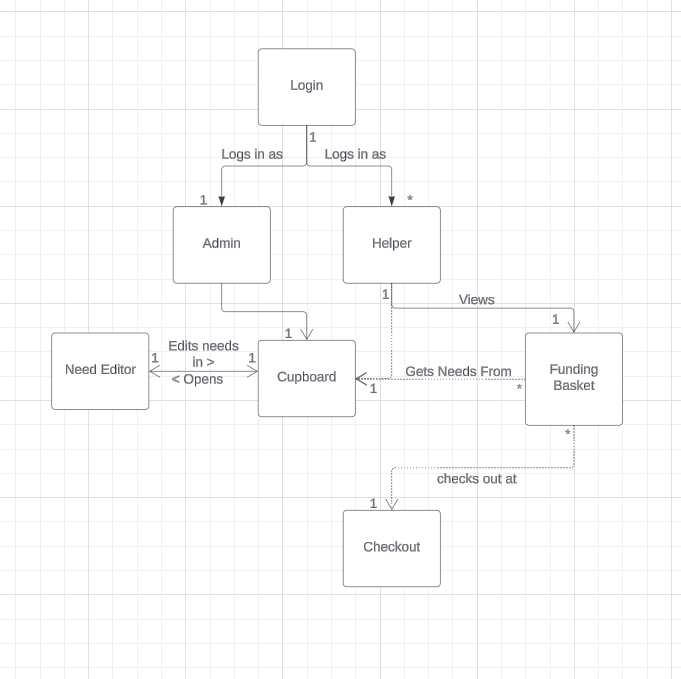 Login
1
Logs in as
Logs in as
1
*
Admin
Helper
1
Views
1
1
Edits needs
in >
< Opens
1
1
Need Editor
Cupboard
1
Gets Needs From
*
Funding
Basket
*
checks out at
1
Checkout